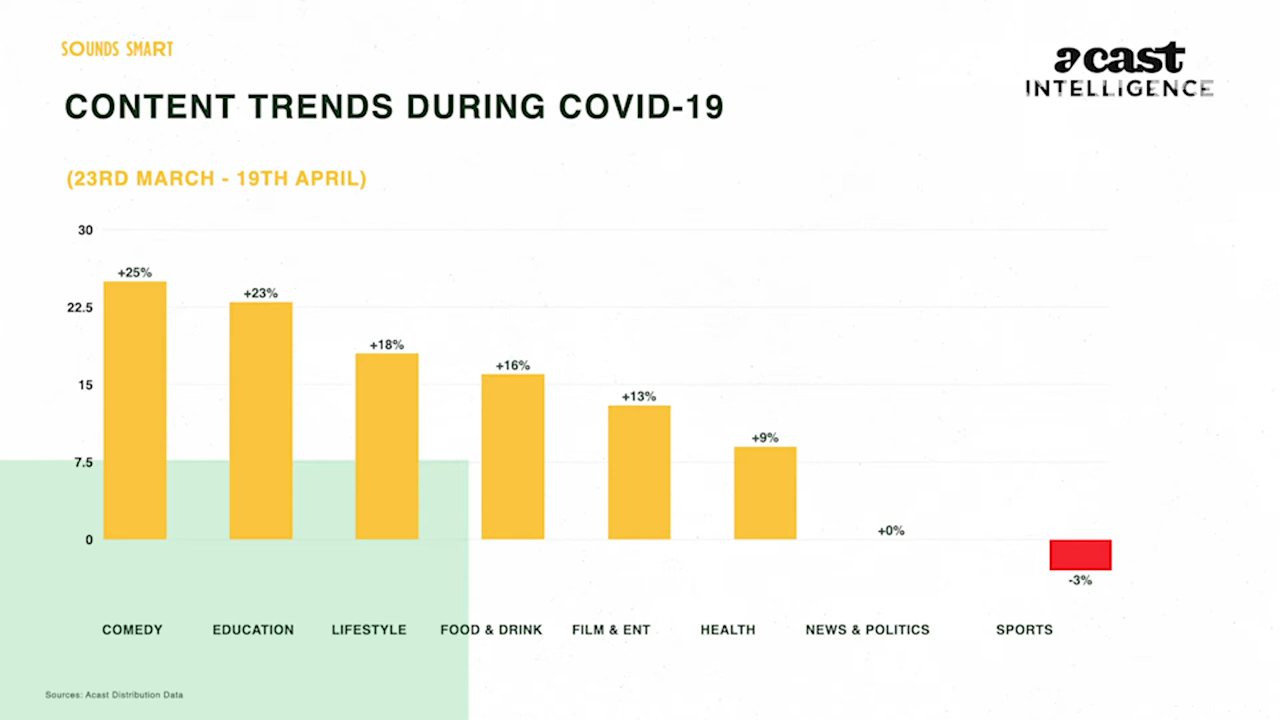 SOUNDS SMART
acast
INTELLIGENCE
CONTENT TRENDS DURING COVID-19
(23RD MARCH - 19TH APRIL)
30
22.5
15
7.5
0
+25%
+23%
+18%
+16%
+13%
+9%
+0%
-3%
COMEDY EDUCATION LIFESTYLE FOOD & DRINK FILM & ENT HEALTH NEWS & POLITICS SPORTS
Sources: Acast Distribution Data